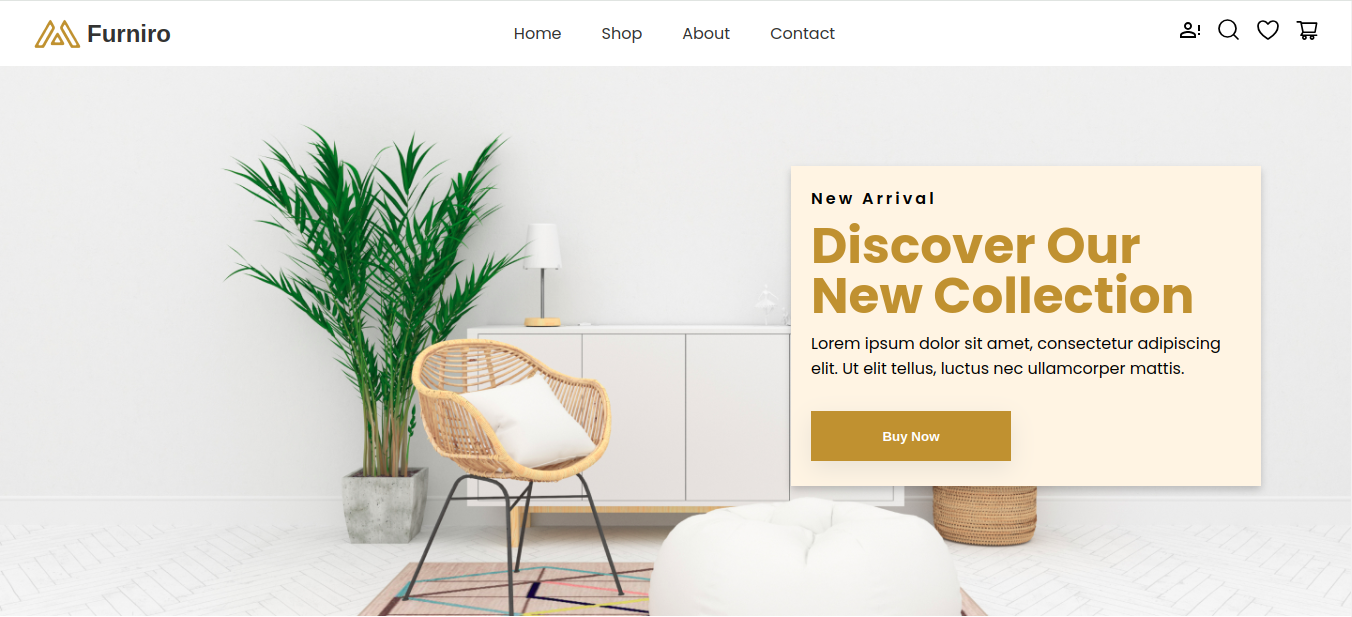 Furniro
Home Shop About Contact
New Arrival
Discover Our
New Collection
Lorem ipsum dolor sit amet, consectetur adipiscing
elit. Ut elit tellus, luctus nec ullamcorper mattis.
Buy Now